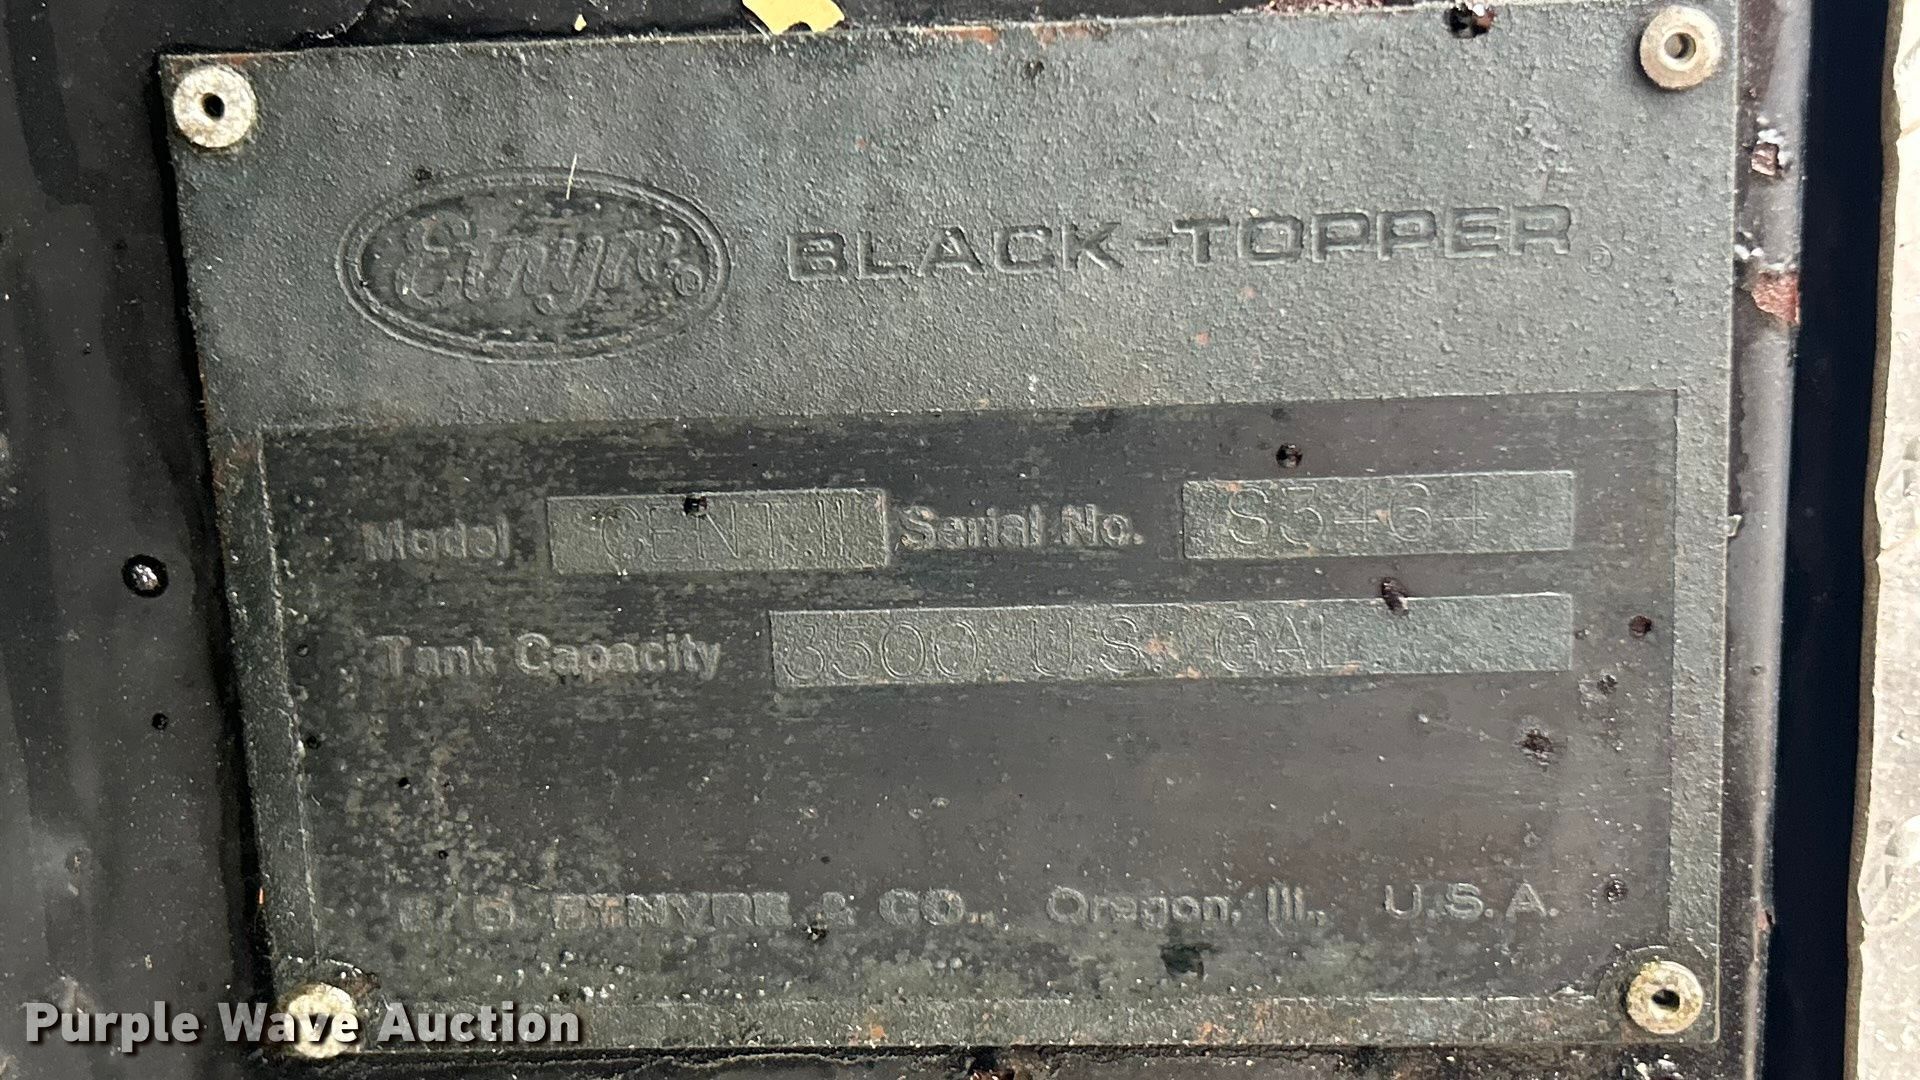 Etnyre® BLACK-TOPPER®
Model CENT. II Serial No. S3464
Tank Capacity 3500 U.S. GAL.
E. D. ETNYRE & CO., Oregon, Ill., U.S.A.
Purple Wave Auction